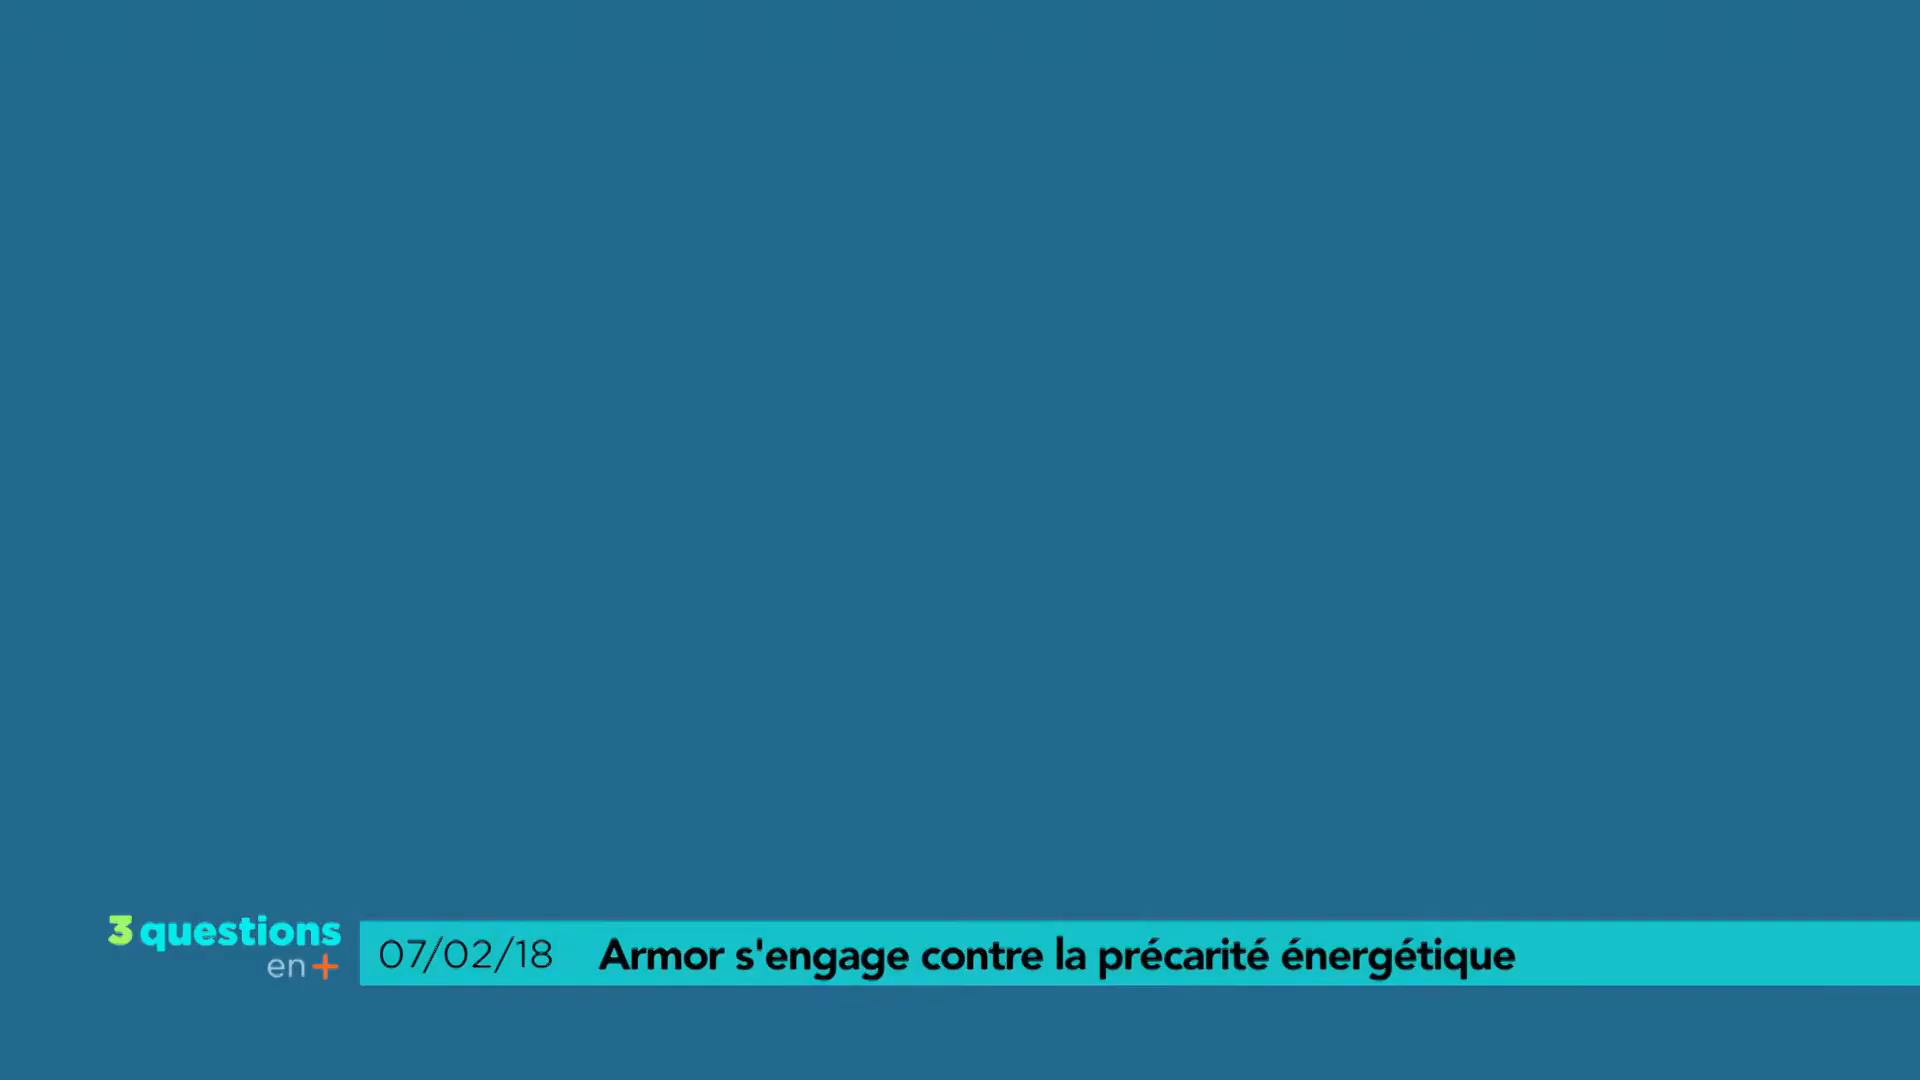 3 questions
en +
07/02/18 Armor s'engage contre la précarité énergétique